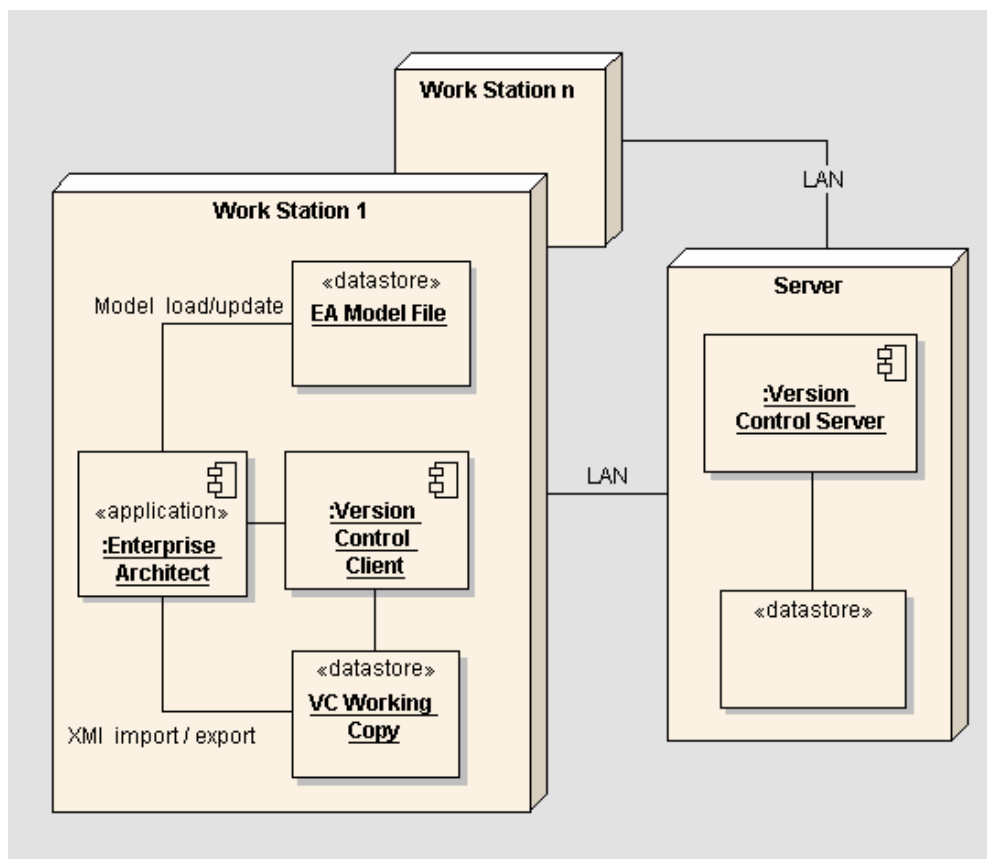 Work Station n
LAN
Work Station 1
«datastore»
EA Model File
Model load/update
Server
:Version
Control Server
LAN
«application»
:Enterprise
Architect
:Version
Control
Client
«datastore»
«datastore»
VC Working
Copy
XMI import / export